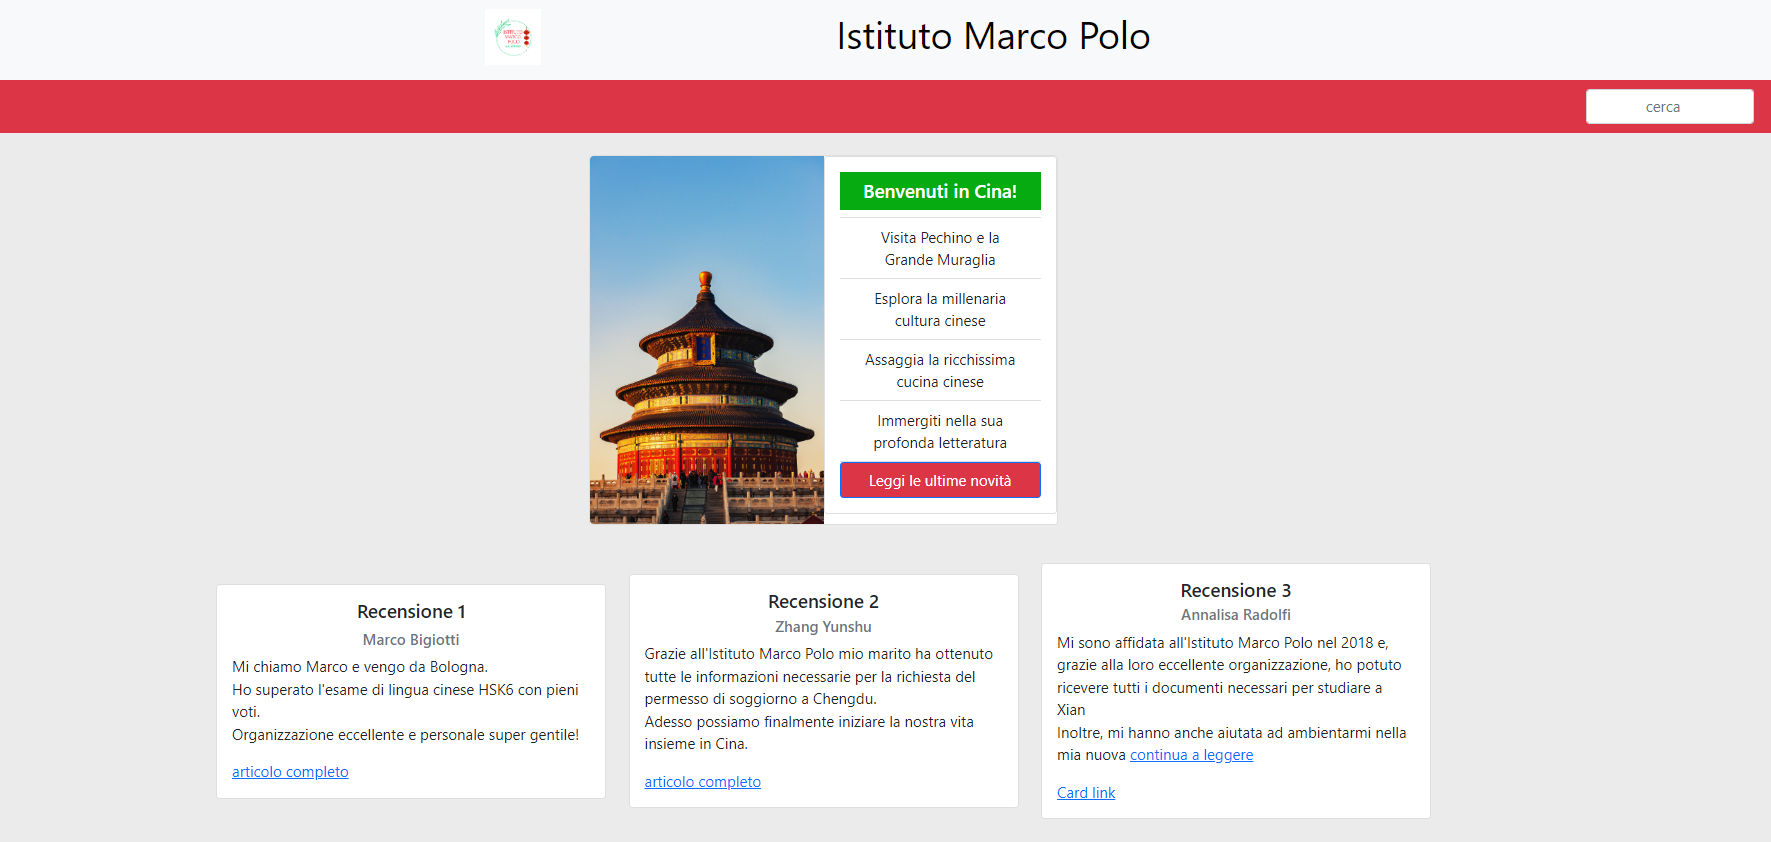 ISTITUTO
MARCO
POLO
Istituto Marco Polo
cerca
Benvenuti in Cina!
Visita Pechino e la
Grande Muraglia
Esplora la millenaria
cultura cinese
Assaggia la ricchissima
cucina cinese
Immergiti nella sua
profonda letteratura
Leggi le ultime novità
Recensione 1
Marco Bigiotti
Mi chiamo Marco e vengo da Bologna.
Ho superato l'esame di lingua cinese HSK6 con pieni
voti.
Organizzazione eccellente e personale super gentile!
articolo completo
Recensione 2
Zhang Yunshu
Grazie all'Istituto Marco Polo mio marito ha ottenuto
tutte le informazioni necessarie per la richiesta del
permesso di soggiorno a Chengdu.
Adesso possiamo finalmente iniziare la nostra vita
insieme in Cina.
articolo completo
Recensione 3
Annalisa Radolfi
Mi sono affidata all'Istituto Marco Polo nel 2018 e,
grazie alla loro eccellente organizzazione, ho potuto
ricevere tutti i documenti necessari per studiare a
Xian
Inoltre, mi hanno anche aiutata ad ambientarmi nella
mia nuova continua a leggere
Card link